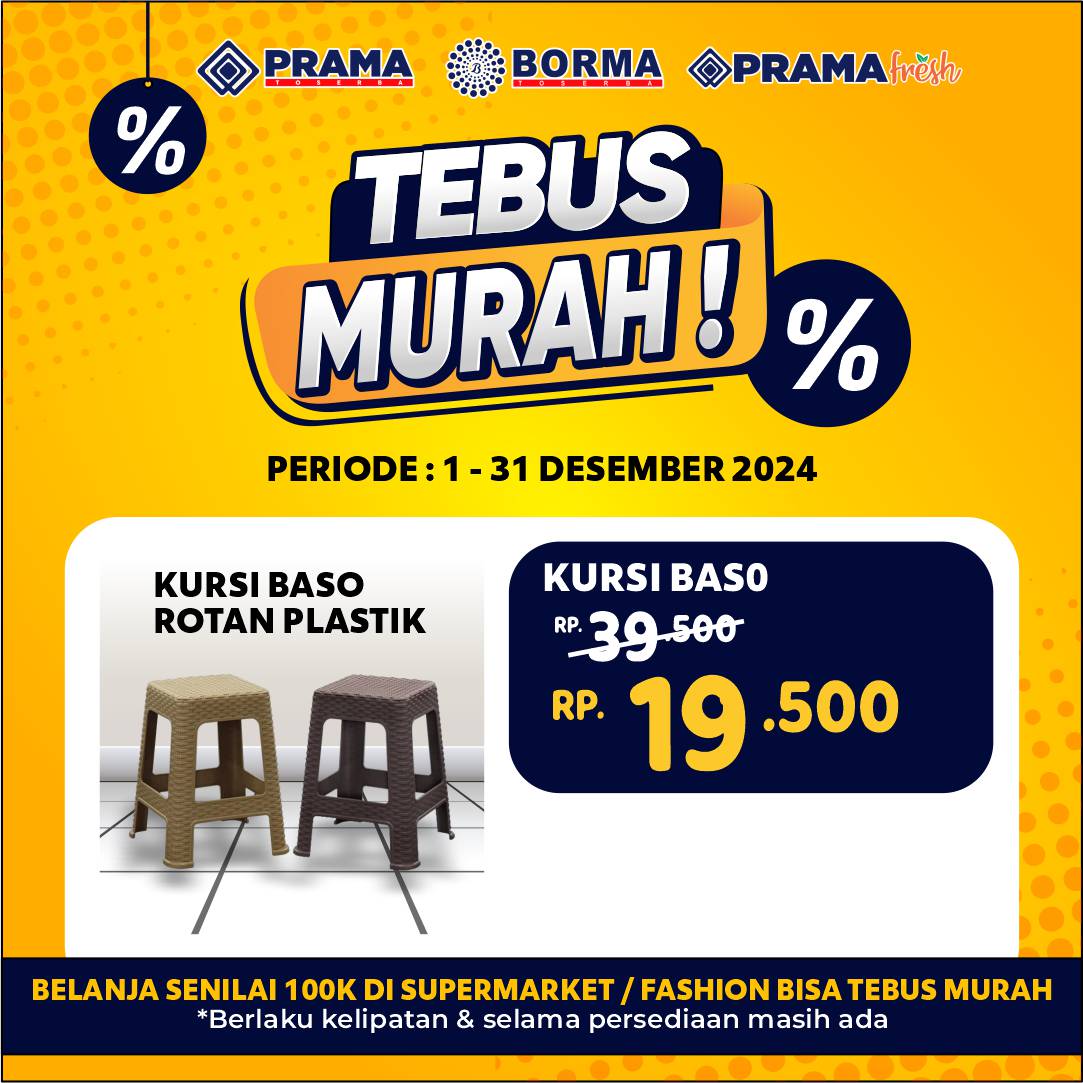 PRAMA
TOSERBA
BORMA
TOSERBA
PRAMA fresh
%
TEBUS
MURAH !
%
PERIODE : 1 - 31 DESEMBER 2024
KURSI BASO
ROTAN PLASTIK
KURSI BAS0
RP. 39.500
RP. 19.500
BELANJA SENILAI 100K DI SUPERMARKET / FASHION BISA TEBUS MURAH
*Berlaku kelipatan & selama persediaan masih ada